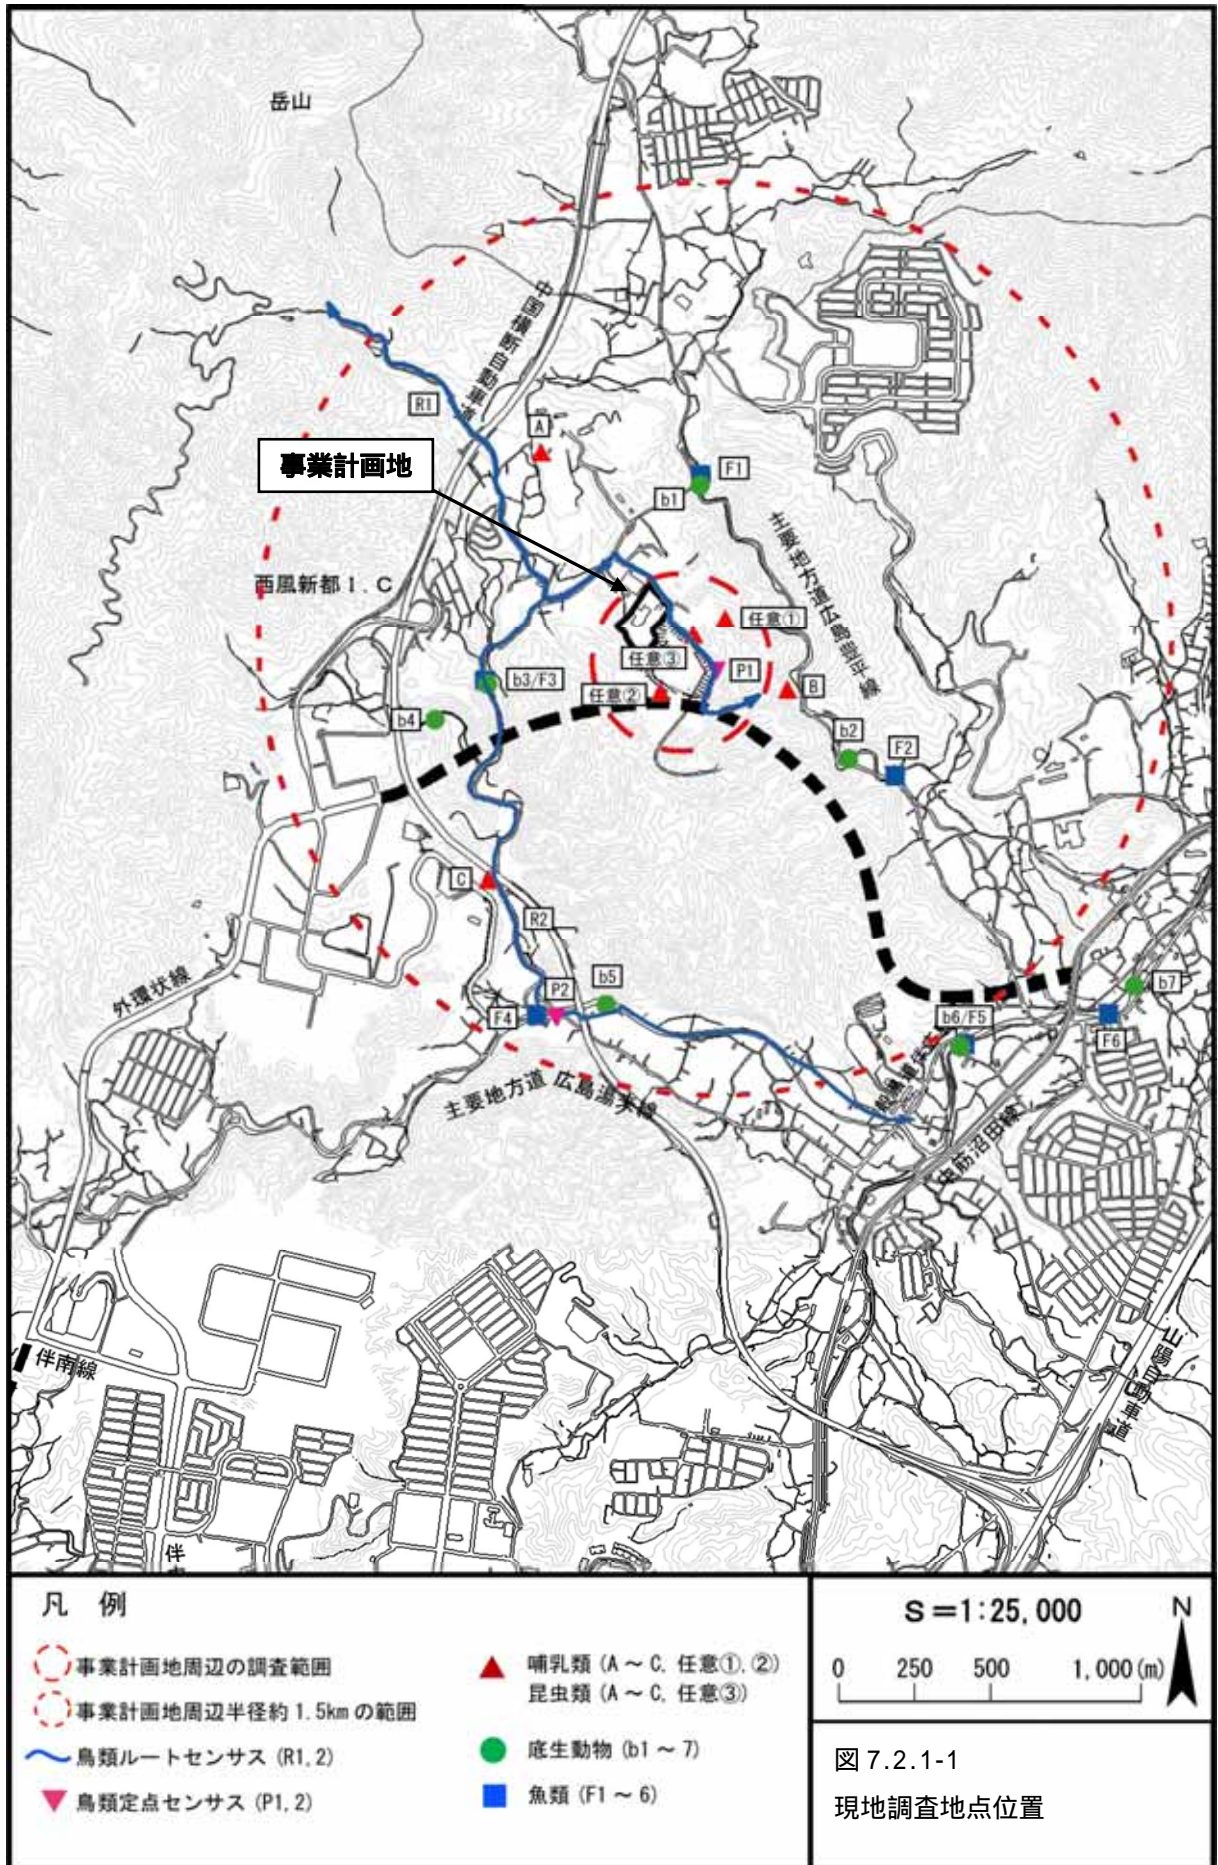 岳山
中国横断自動車道
R1
A
事業計画地
F1
b1
主要地方道広島豊平線
西風新都I.C
任意①
任意③
P1
b3/F3
任意②
B
b4
b2
F2
C
R2
外環状線
P2
b5
b7
F4
b6/F5
F6
主要地方道 広島湯来線
中筋沼田線
山陽自動車道
伴南線
凡 例
事業計画地周辺の調査範囲
事業計画地周辺半径約1.5kmの範囲
鳥類ルートセンサス(R1,2)
鳥類定点センサス(P1,2)
哺乳類(A~C,任意①,②)
昆虫類(A~C,任意③)
底生動物(b1~7)
魚類(F1~6)
S=1:25,000
N
0 250 500 1,000(m)
図 7.2.1-1
現地調査地点位置